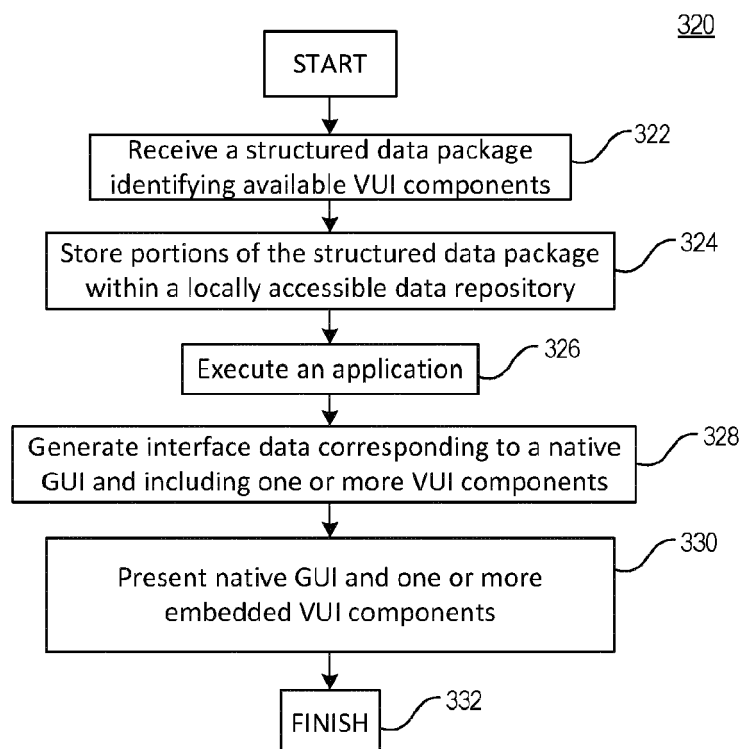 320
START
Receive a structured data package
identifying available VUI components
322
Store portions of the structured data package
within a locally accessible data repository
324
Execute an application
326
Generate interface data corresponding to a native
GUI and including one or more VUI components
328
Present native GUI and one or more
embedded VUI components
330
FINISH
332